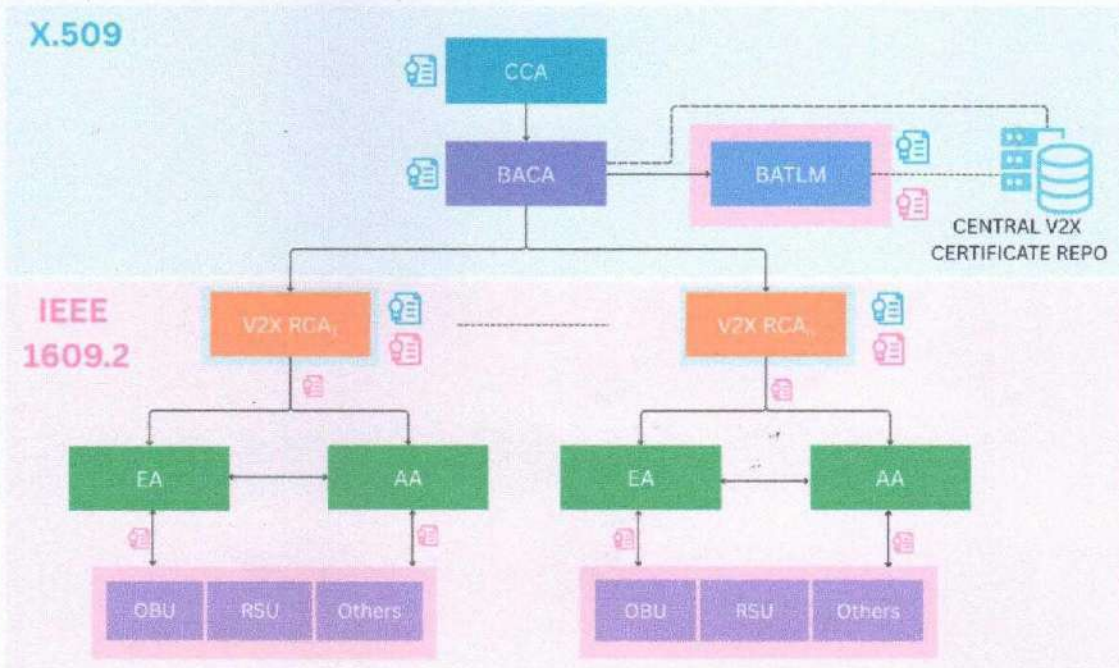 X.509
CCA
BACA
BATLM
CENTRAL V2X
CERTIFICATE REPO
IEEE
1609.2
V2X RCA₁
V2X RCA
EA
AA
EA
AA
OBU
RSU
Others
OBU
RSU
Others